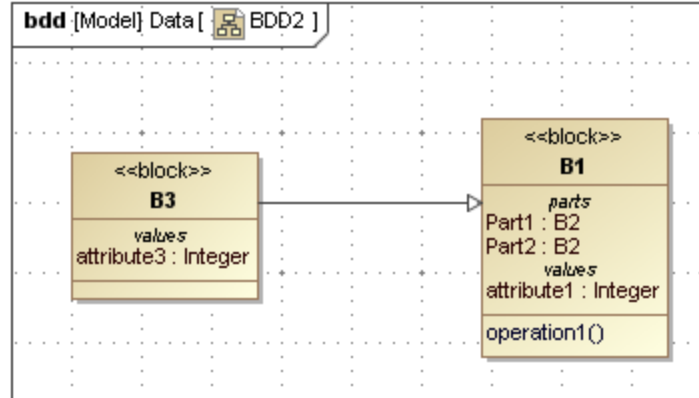 bdd [Model] Data [ BDD2 ]
<<block>>
B3
values
attribute3 : Integer
<<block>>
B1
parts
Part1 : B2
Part2 : B2
values
attribute1 : Integer
operation1()